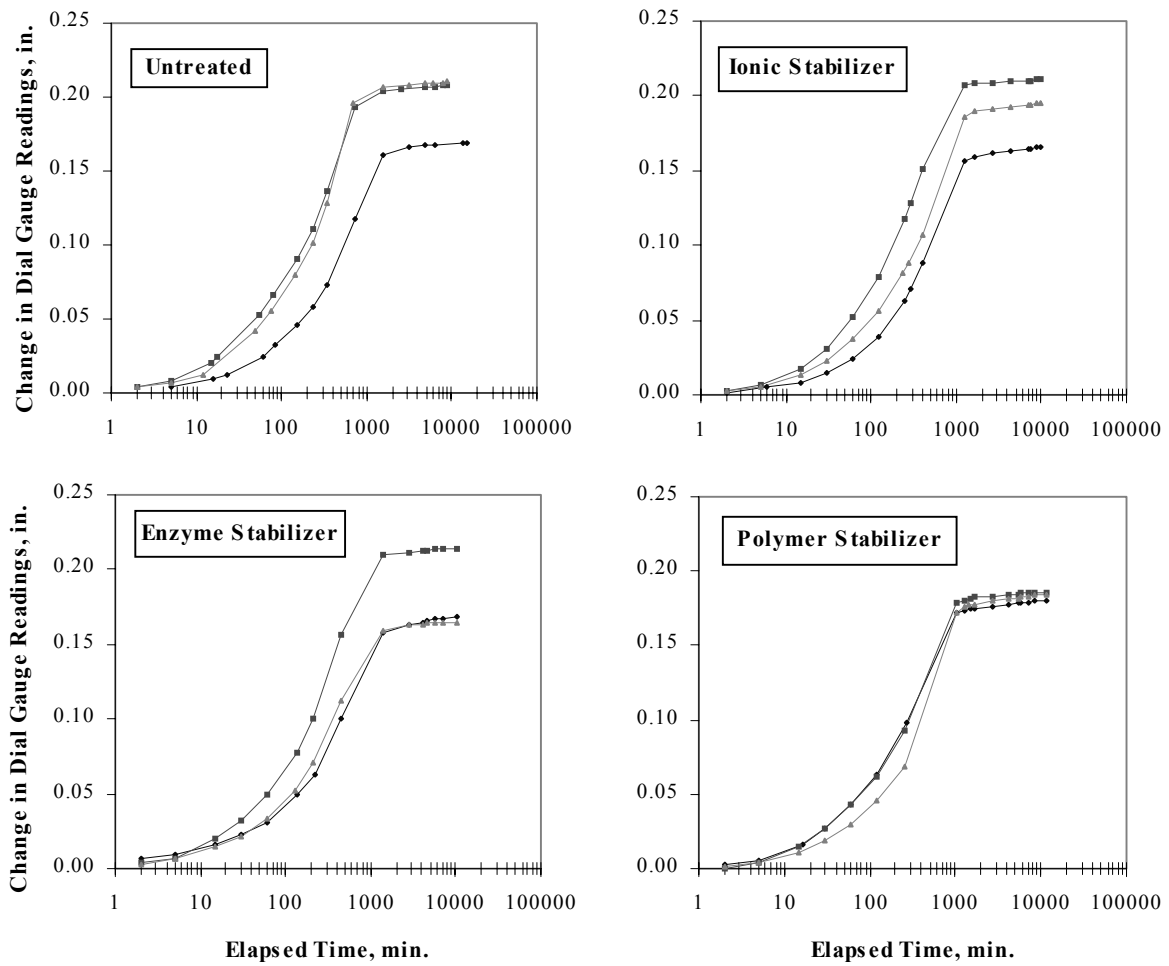 Change in Dial Gauge Readings, in.
0.25
0.20
0.15
0.10
0.05
0.00
Untreated
1 10 100 1000 10000 100000
0.25
0.20
0.15
0.10
0.05
0.00
Ionic Stabilizer
1 10 100 1000 10000 100000
Change in Dial Gauge Readings, in.
0.25
0.20
0.15
0.10
0.05
0.00
Enzyme Stabilizer
1 10 100 1000 10000 100000
Elapsed Time, min.
0.25
0.20
0.15
0.10
0.05
0.00
Polymer Stabilizer
1 10 100 1000 10000 100000
Elapsed Time, min.